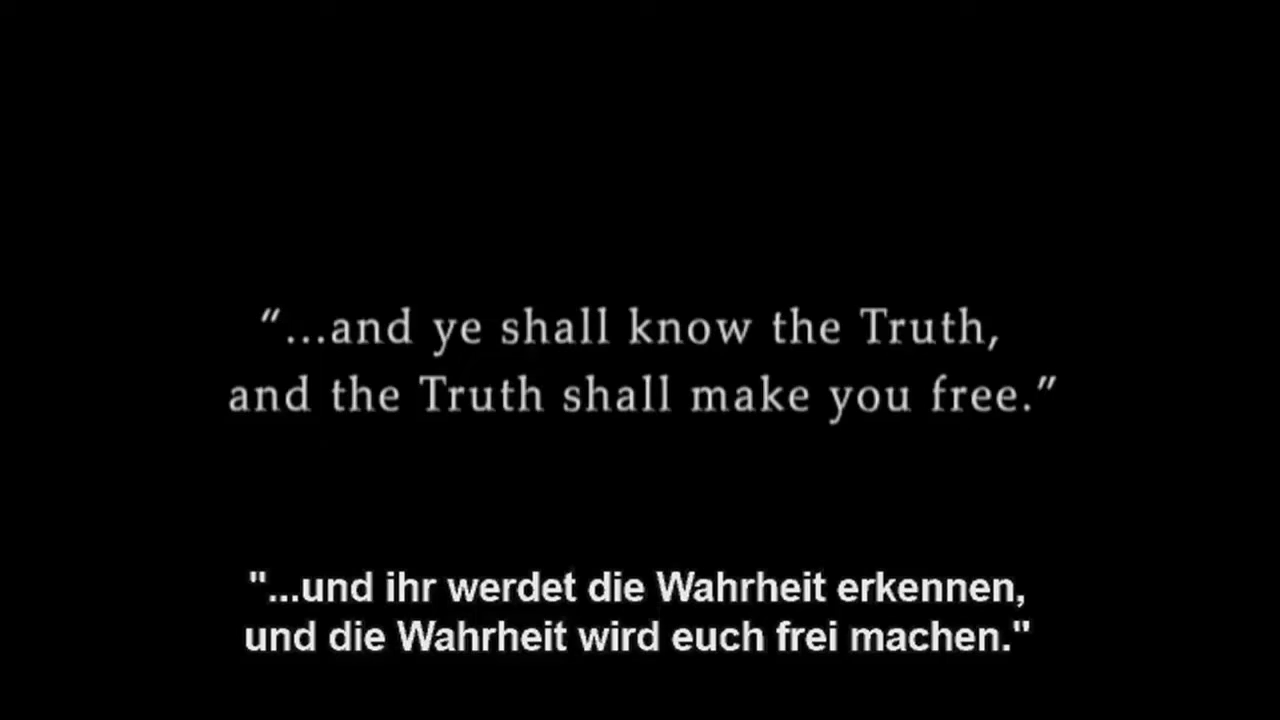 “...and ye shall know the Truth,
and the Truth shall make you free.”
"...und ihr werdet die Wahrheit erkennen,
und die Wahrheit wird euch frei machen."